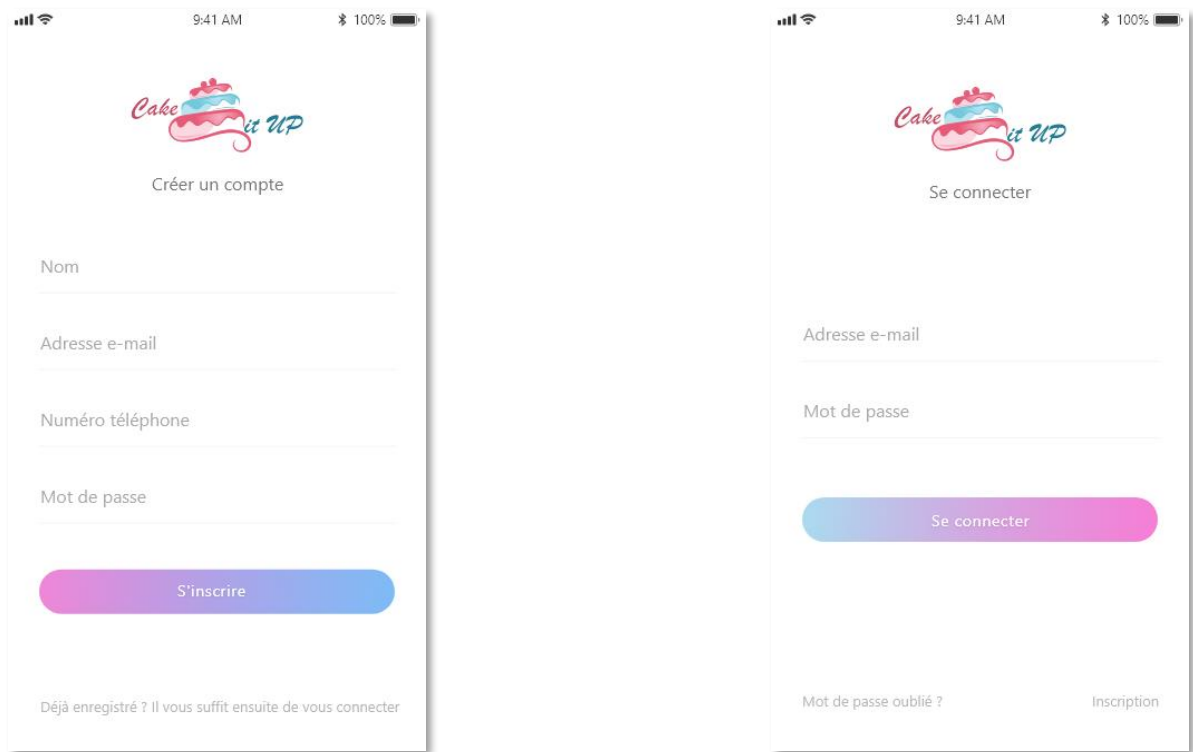 9:41 AM
100%
Cake it UP
Créer un compte
Nom
Adresse e-mail
Numéro téléphone
Mot de passe
S'inscrire
Déjà enregistré ? Il vous suffit ensuite de vous connecter
9:41 AM
100%
Cake it UP
Se connecter
Adresse e-mail
Mot de passe
Se connecter
Mot de passe oublié ?
Inscription